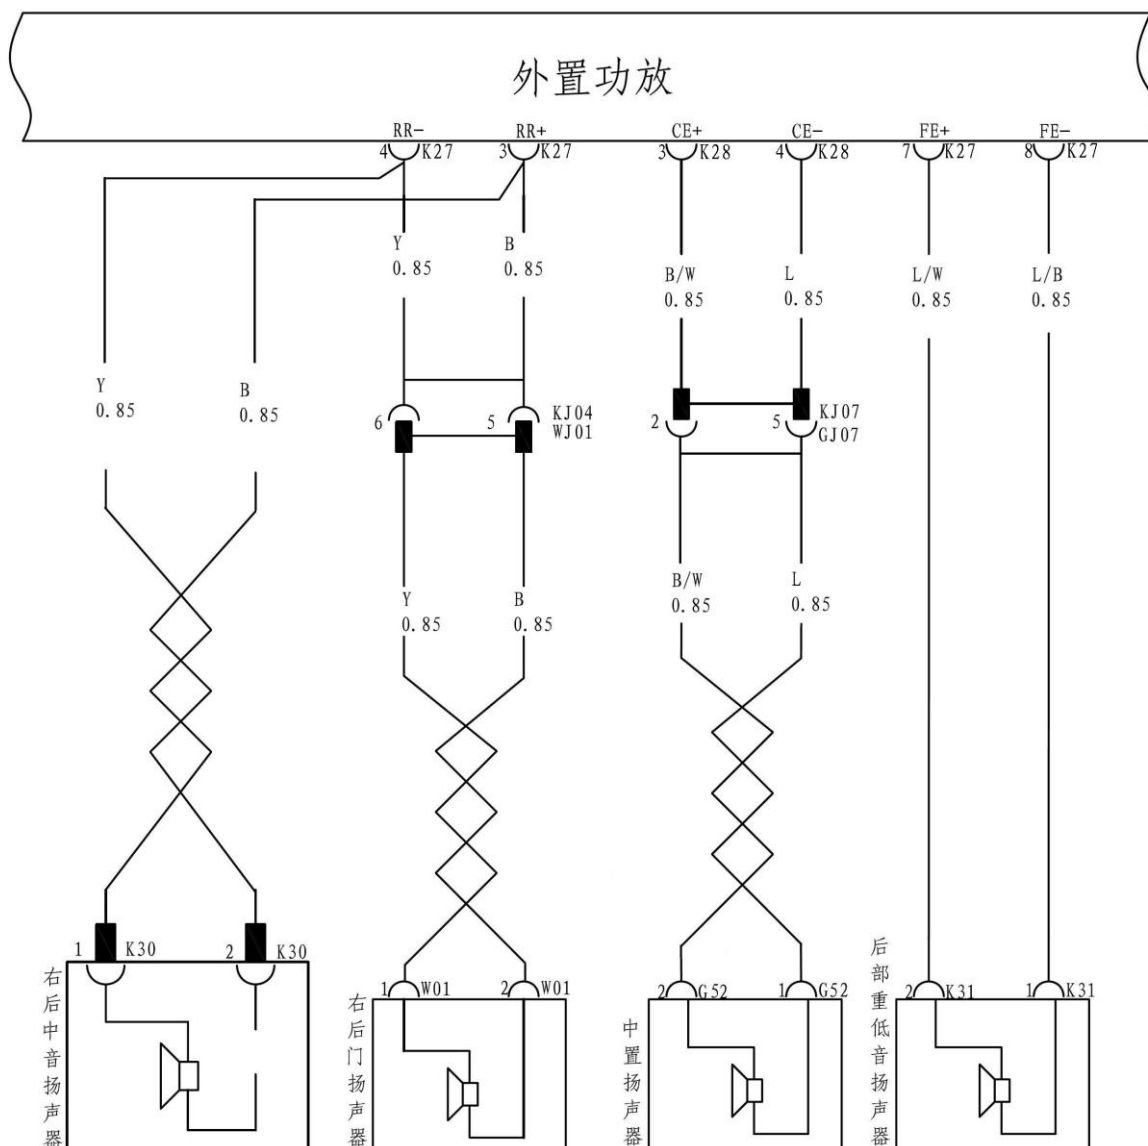 外置功放
RR- RR+ CE+ CE- FE+ FE-
4 K27 3 K27 3 K28 4 K28 7 K27 8 K27
Y B
0.85 0.85
B/W L L/W L/B
0.85 0.85 0.85 0.85
Y B
0.85 0.85
6 5 KJ04
WJ01
2 5 KJ07
GJ07
B/W L
0.85 0.85
Y B
0.85 0.85
1 K30 2 K30
1 W01 2 W01 2 G52 1 G52 2 K31 1 K31
右后中音扬声器
右后门扬声器
中置扬声器
后部重低音扬声器